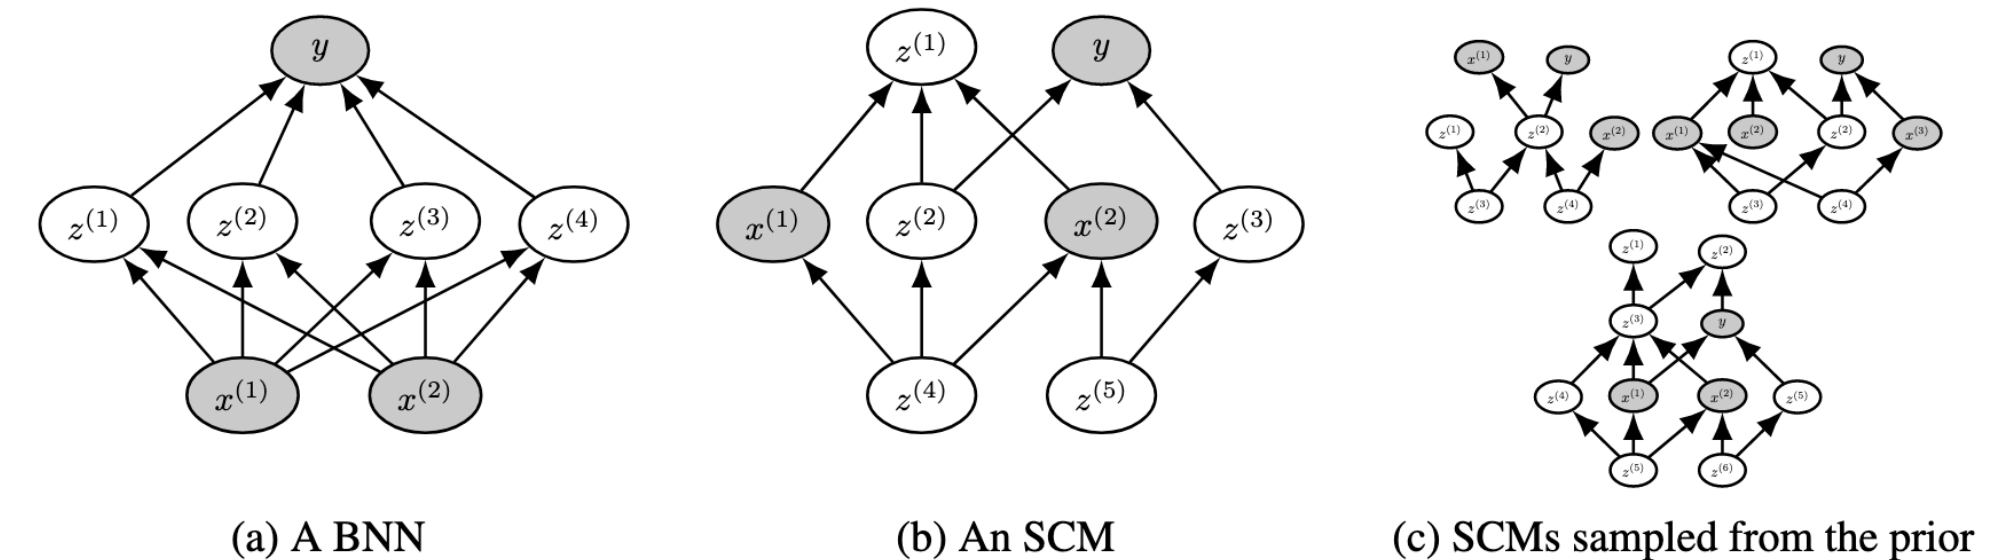 y
z^(1) z^(2) z^(3) z^(4)
x^(1) x^(2)
(a) A BNN
z^(1) y
x^(1) z^(2) x^(2) z^(3)
z^(4) z^(5)
(b) An SCM
x^(1) y
z^(1) z^(2) x^(2)
z^(3) z^(4)
z^(1) y
x^(1) x^(2) z^(2) x^(3)
z^(3) z^(4)
z^(1) z^(2)
z^(3) y
z^(4) x^(1) x^(2) z^(5)
z^(5) z^(6)
(c) SCMs sampled from the prior